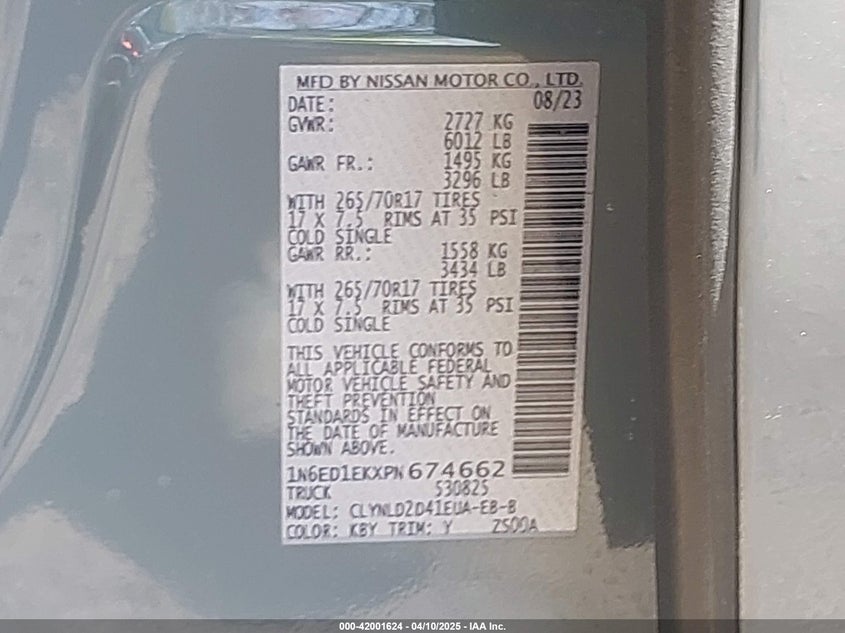 MFD BY NISSAN MOTOR CO., LTD.
DATE: 08/23
GVWR: 2727 KG
6012 LB
GAWR FR.: 1495 KG
3296 LB
WITH 265/70R17 TIRES
17 X 7.5 RIMS AT 35 PSI
COLD SINGLE
GAWR RR.: 1558 KG
3434 LB
WITH 265/70R17 TIRES
17 X 7.5 RIMS AT 35 PSI
COLD SINGLE
THIS VEHICLE CONFORMS TO
ALL APPLICABLE FEDERAL
MOTOR VEHICLE SAFETY AND
THEFT PREVENTION
STANDARDS IN EFFECT ON
THE DATE OF MANUFACTURE
SHOWN ABOVE.
1N6ED1EKXPN674662
TRUCK 530825
MODEL: CLYNLD2D41EUA-EB-B
COLOR: KBY TRIM: Y ZS00A
000-42001624 - 04/10/2025 - IAA Inc.